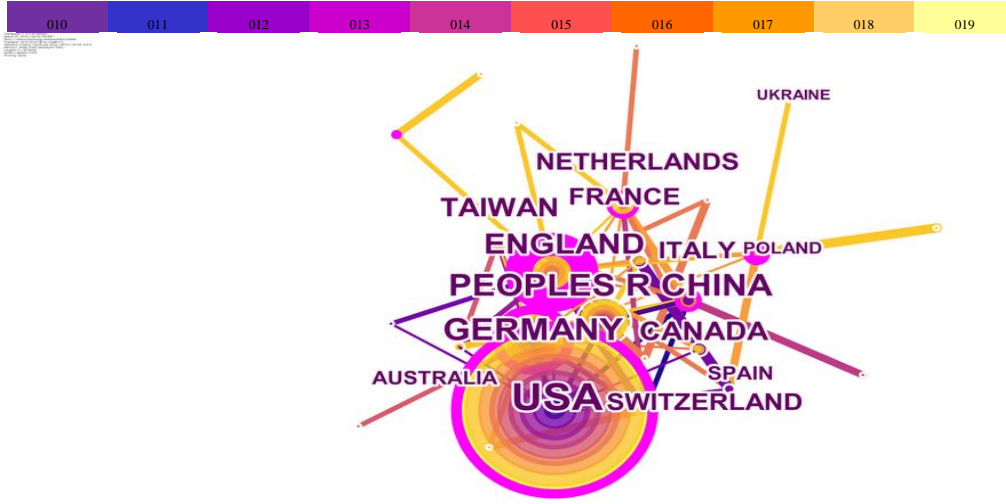 010 011 012 013 014 015 016 017 018 019
UKRAINE
NETHERLANDS
FRANCE
TAIWAN
ENGLAND ITALY POLAND
PEOPLES R CHINA
GERMANY CANADA
AUSTRALIA SPAIN
USA SWITZERLAND